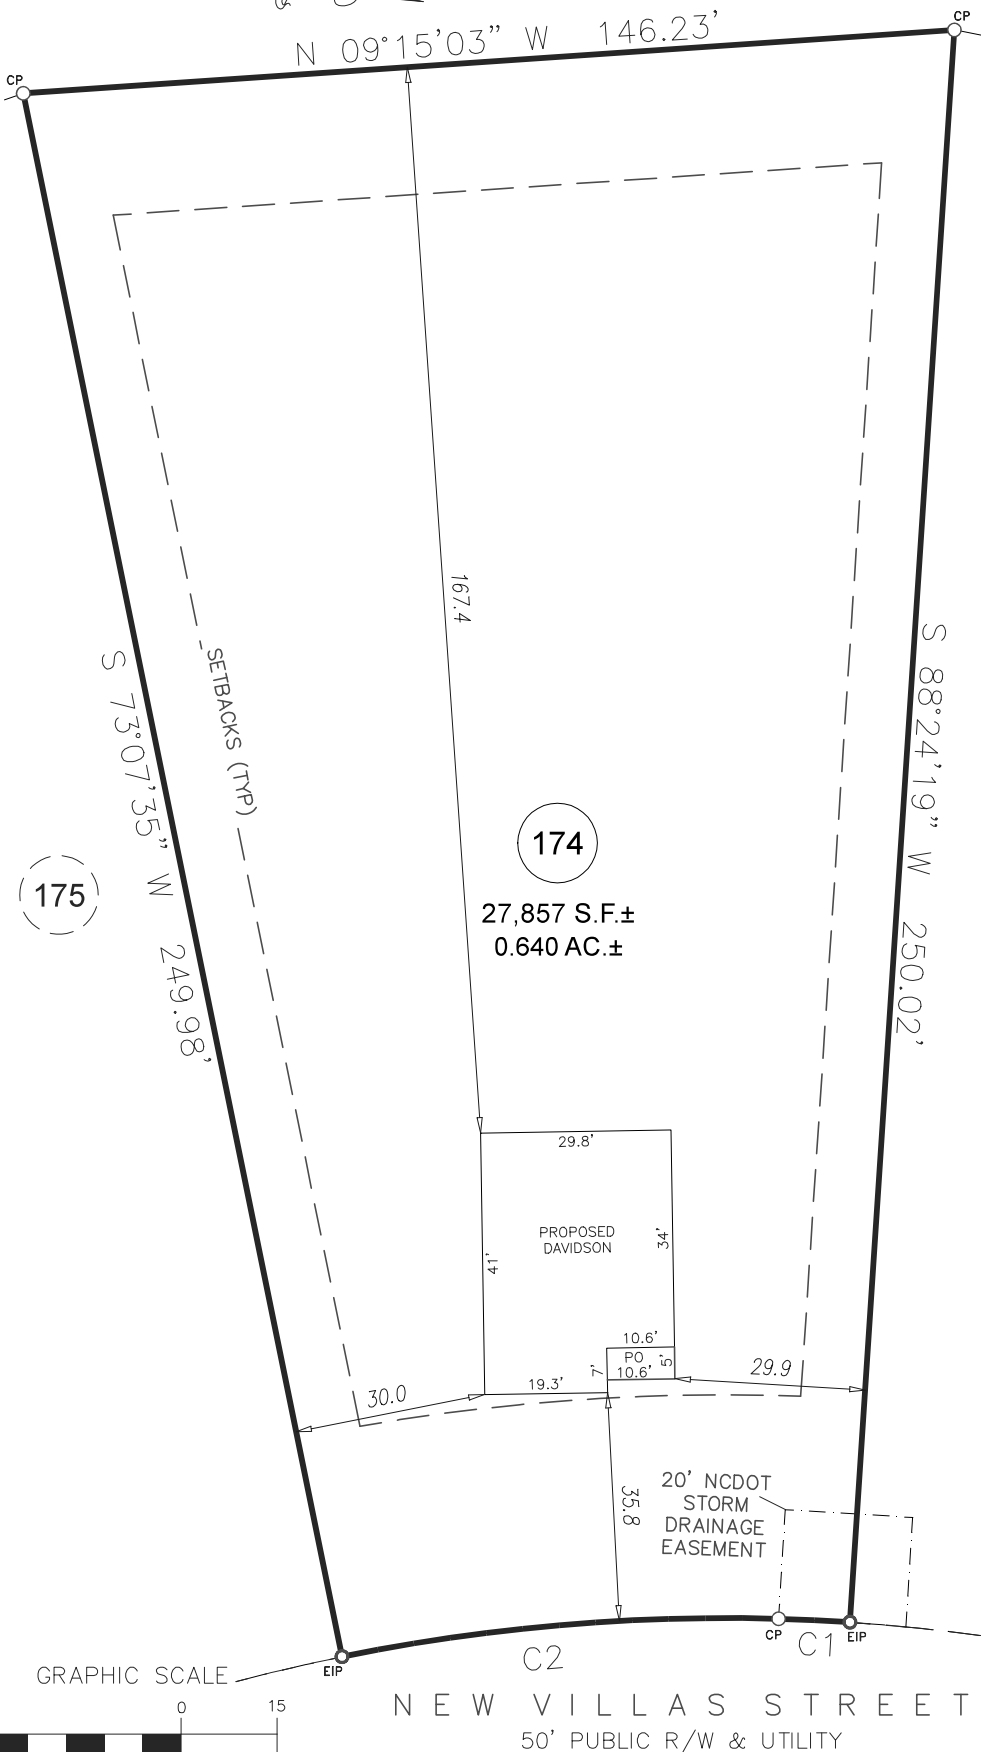 CP
N 09°15'03" W 146.23'
CP
167.4
SETBACKS (TYP)
S 73°07'35" W 249.98'
S 88°24'19" W 250.02'
174
27,857 S.F.±
0.640 AC.±
175
29.8'
PROPOSED
DAVIDSON
41'
34'
10.6'
PO
10.6'
5'
7'
19.3'
30.0
29.9
35.8
20' NCDOT
STORM
DRAINAGE
EASEMENT
CP
C1
EIP
C2
EIP
GRAPHIC SCALE
0 15
NEW VILLAS STREET
50' PUBLIC R/W & UTILITY